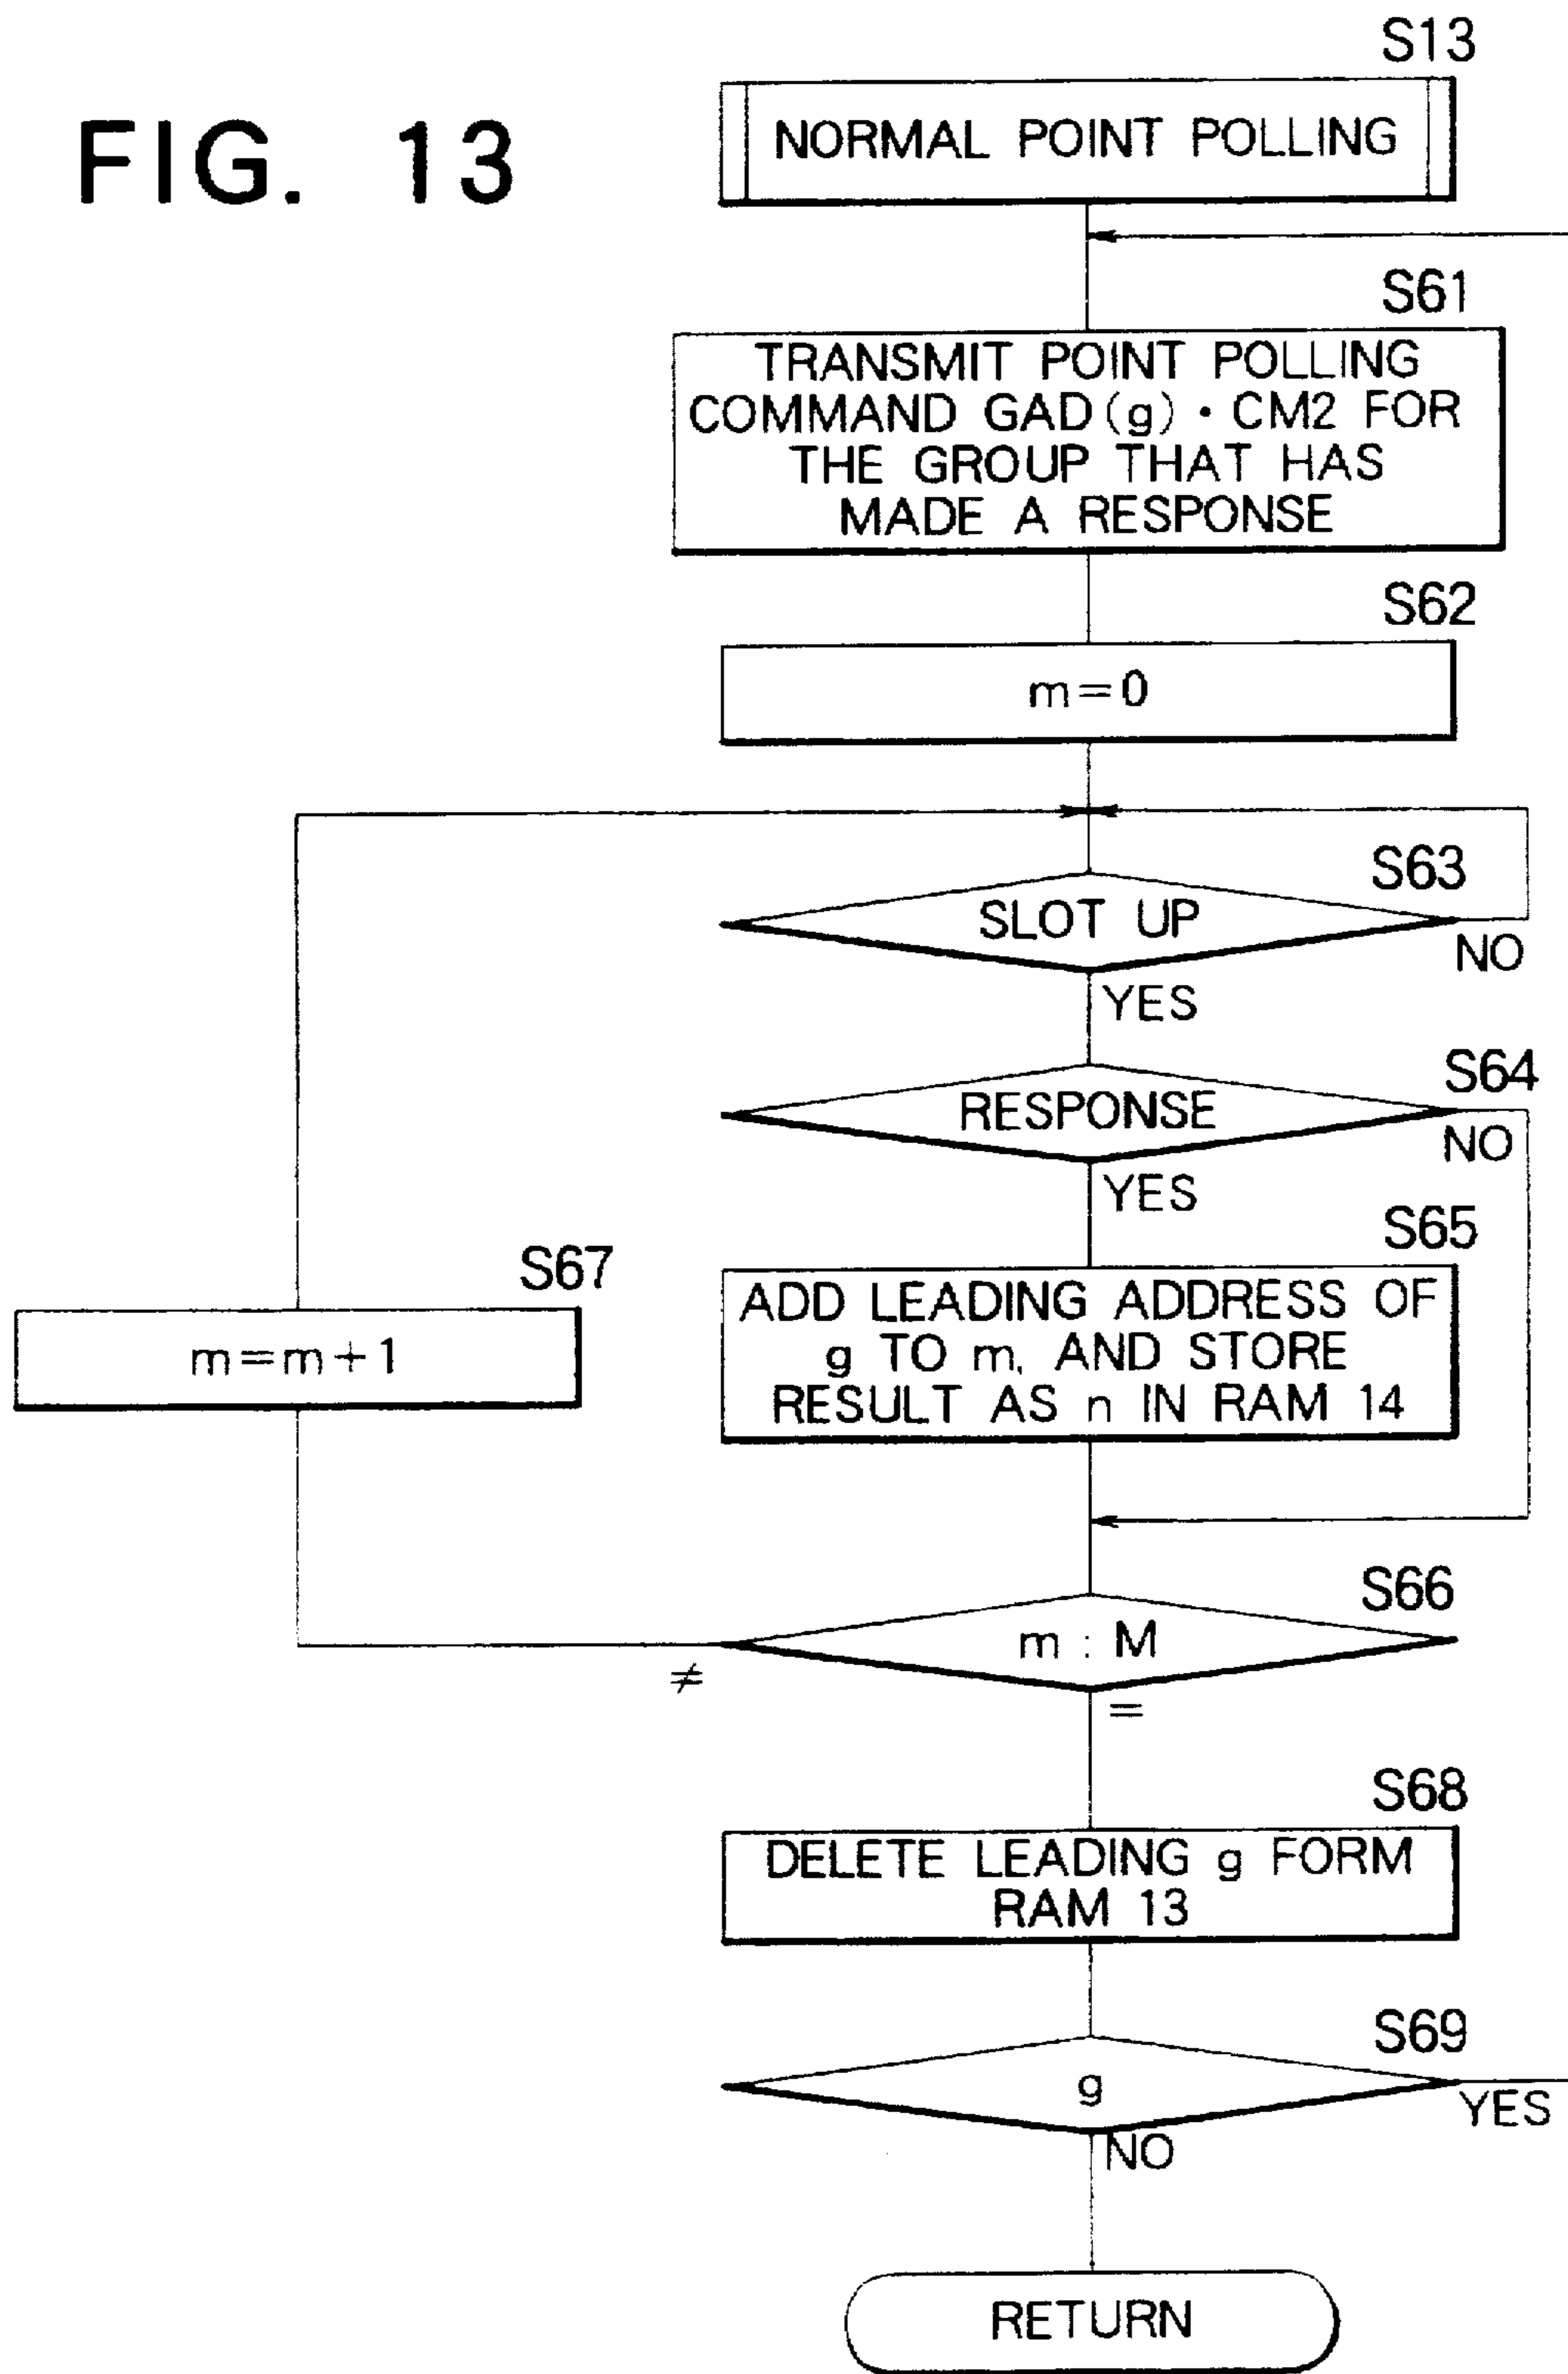 FIG. 13
S13
NORMAL POINT POLLING
S61
TRANSMIT POINT POLLING
COMMAND GAD(g)・CM2 FOR
THE GROUP THAT HAS
MADE A RESPONSE
S62
m=0
S63
SLOT UP
NO
YES
S64
RESPONSE
NO
YES
S65
ADD LEADING ADDRESS OF
g TO m, AND STORE
RESULT AS n IN RAM 14
S67
m=m+1
S66
m : M
≠
=
S68
DELETE LEADING g FORM
RAM 13
S69
g
YES
NO
RETURN